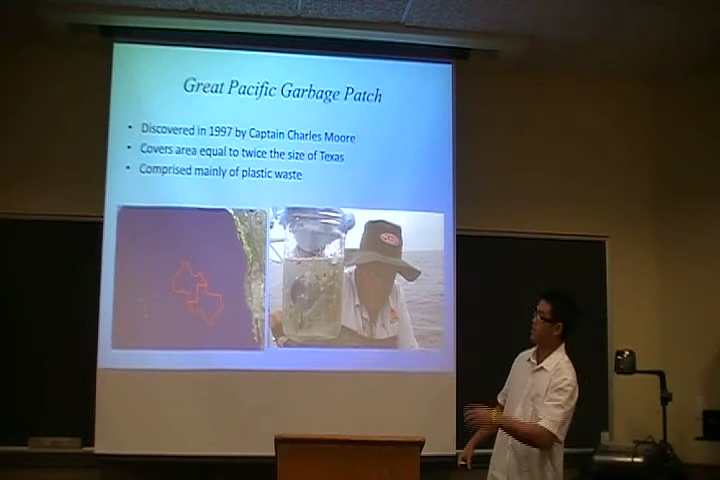 Great Pacific Garbage Patch
• Discovered in 1997 by Captain Charles Moore
• Covers area equal to twice the size of Texas
• Comprised mainly of plastic waste